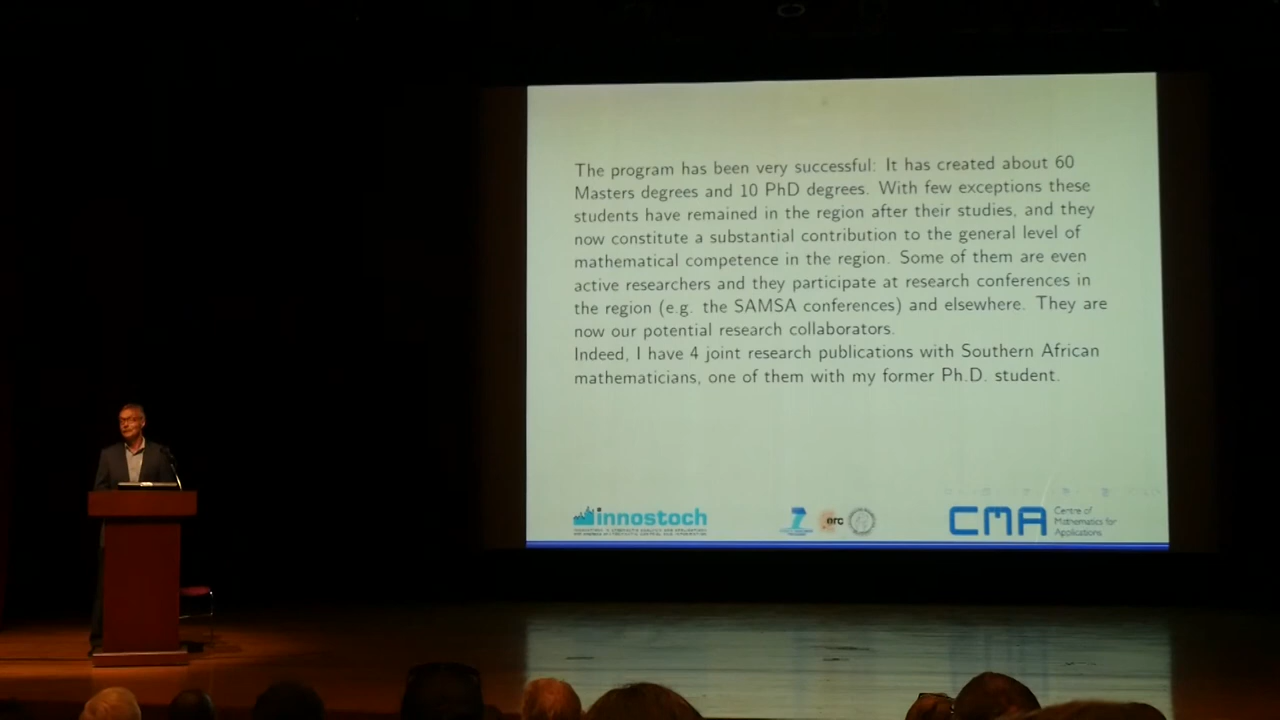 The program has been very successful: It has created about 60
Masters degrees and 10 PhD degrees. With few exceptions these
students have remained in the region after their studies, and they
now constitute a substantial contribution to the general level of
mathematical competence in the region. Some of them are even
active researchers and they participate at research conferences in
the region (e.g. the SAMSA conferences) and elsewhere. They are
now our potential research collaborators.
Indeed, I have 4 joint research publications with Southern African
mathematicians, one of them with my former Ph.D. student.
innostoch
erc
CMA
Centre of
Mathematics for
Applications